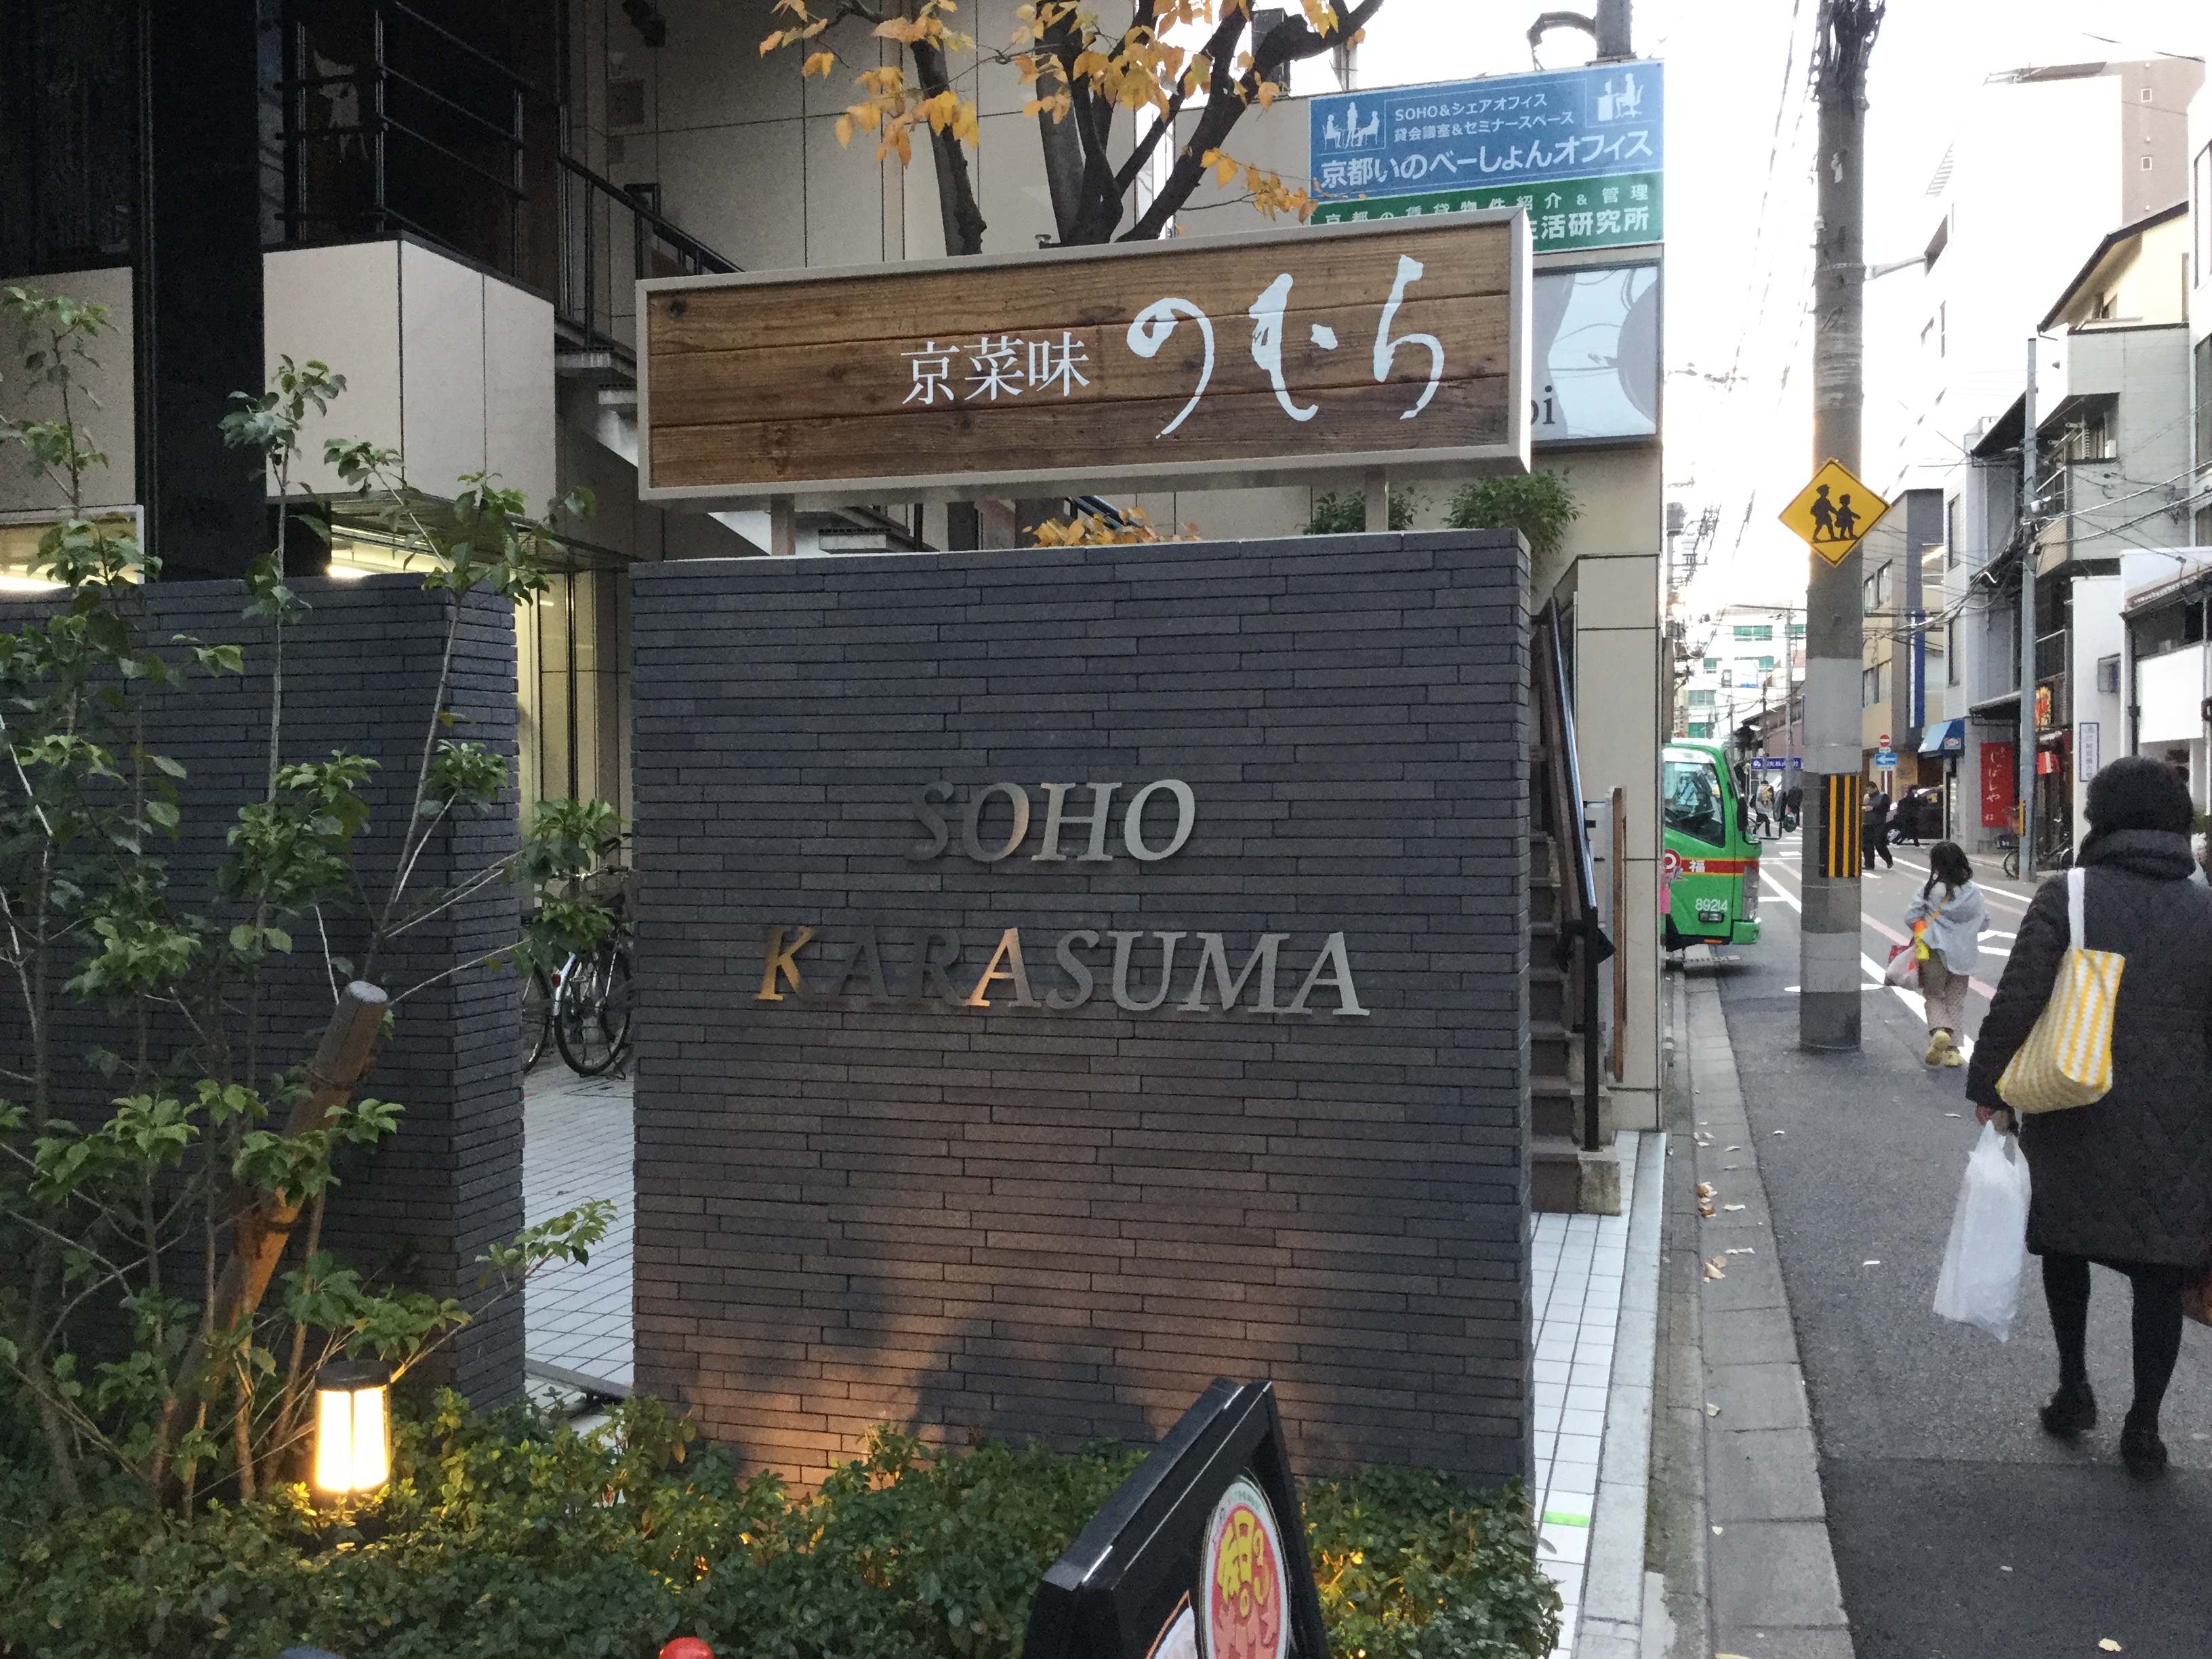 SOHO&シェアオフィス
貸会議室&セミナースペース
京都いのべーしょんオフィス
京都の賃貸物件紹介&管理
生活研究所
京菜味 のむら
SOHO
KARASUMA
福
89214